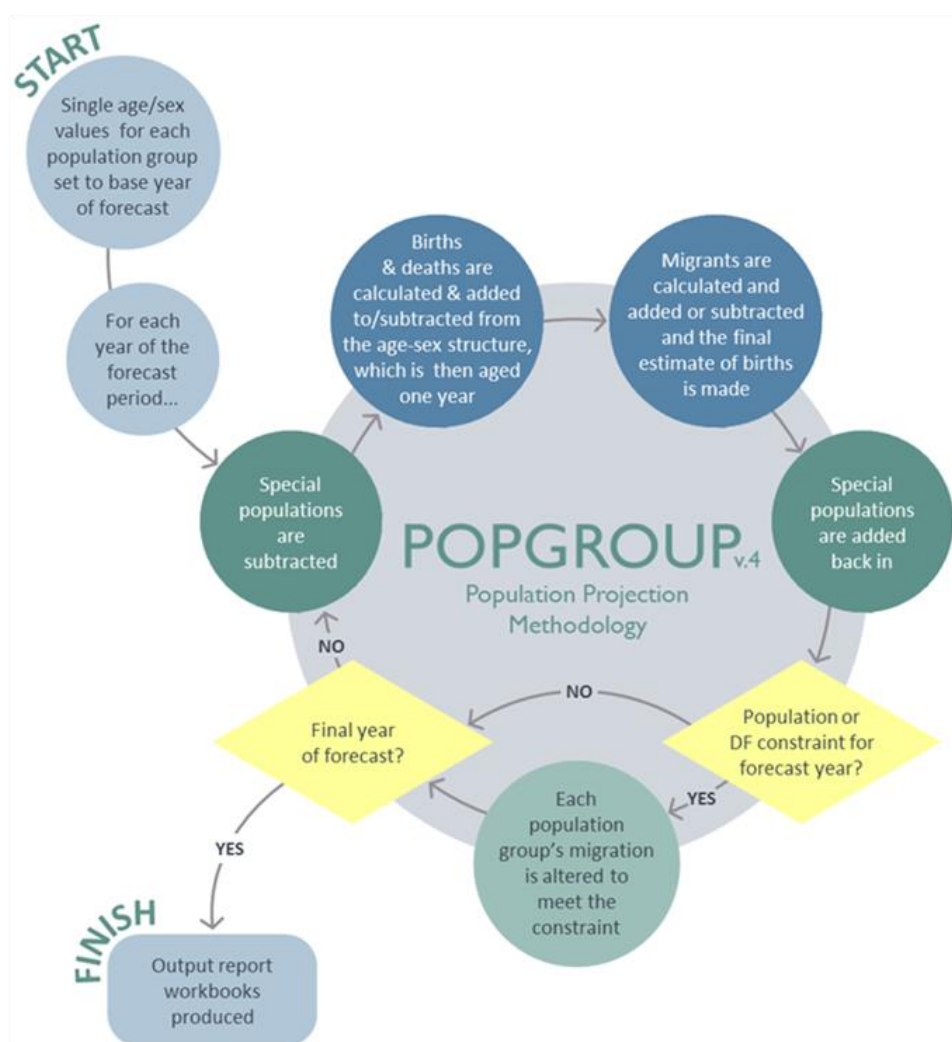 START
Single age/sex
values for each
population group
set to base year
of forecast
For each
year of the
forecast
period...
Special
populations
are
subtracted
Births
& deaths are
calculated & added
to/subtracted from
the age-sex structure,
which is then aged
one year
Migrants are
calculated and
added or subtracted
and the final
estimate of births
is made
Special
populations
are added
back in
POPGROUP v.4
Population Projection
Methodology
Population or
DF constraint for
forecast year?
NO
YES
Each
population
group's migration
is altered to
meet the
constraint
Final year
of forecast?
NO
YES
FINISH
Output report
workbooks
produced